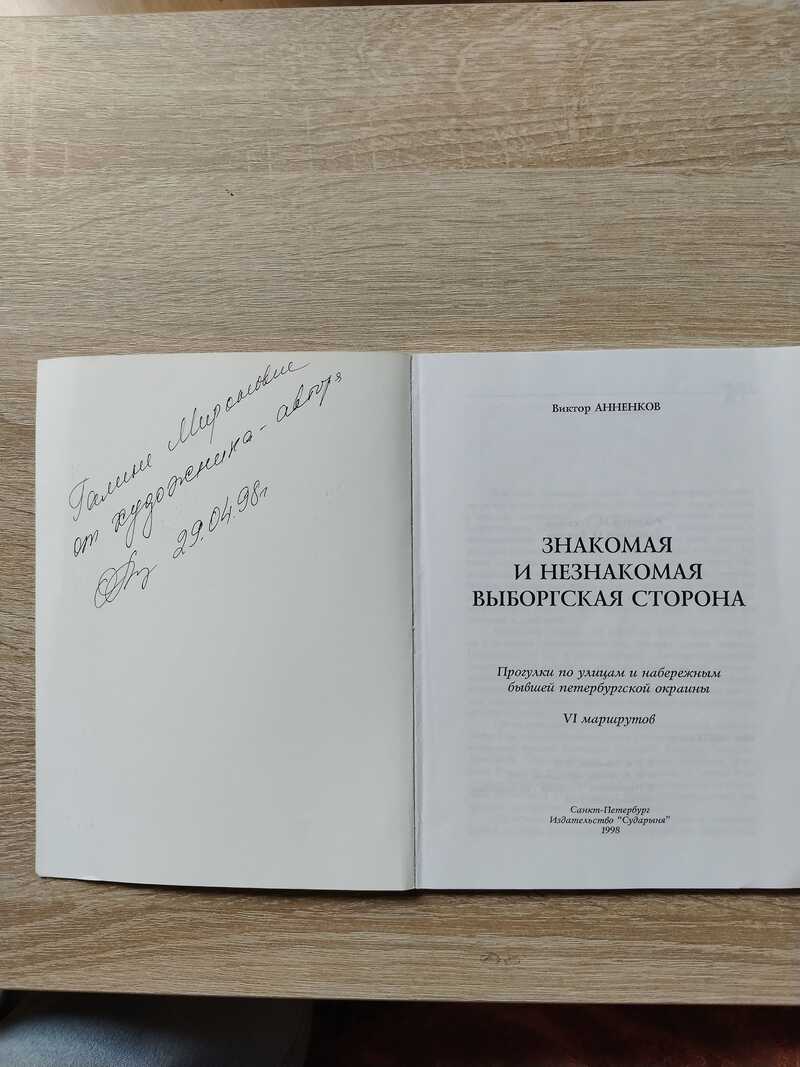 Галине Мироновне
от художника - автора
29.04.98г
Виктор АННЕНКОВ
ЗНАКОМАЯ
И НЕЗНАКОМАЯ
ВЫБОРГСКАЯ СТОРОНА
Прогулки по улицам и набережным
бывшей петербургской окраины
VI маршрутов
Санкт-Петербург
Издательство "Сударыня"
1998